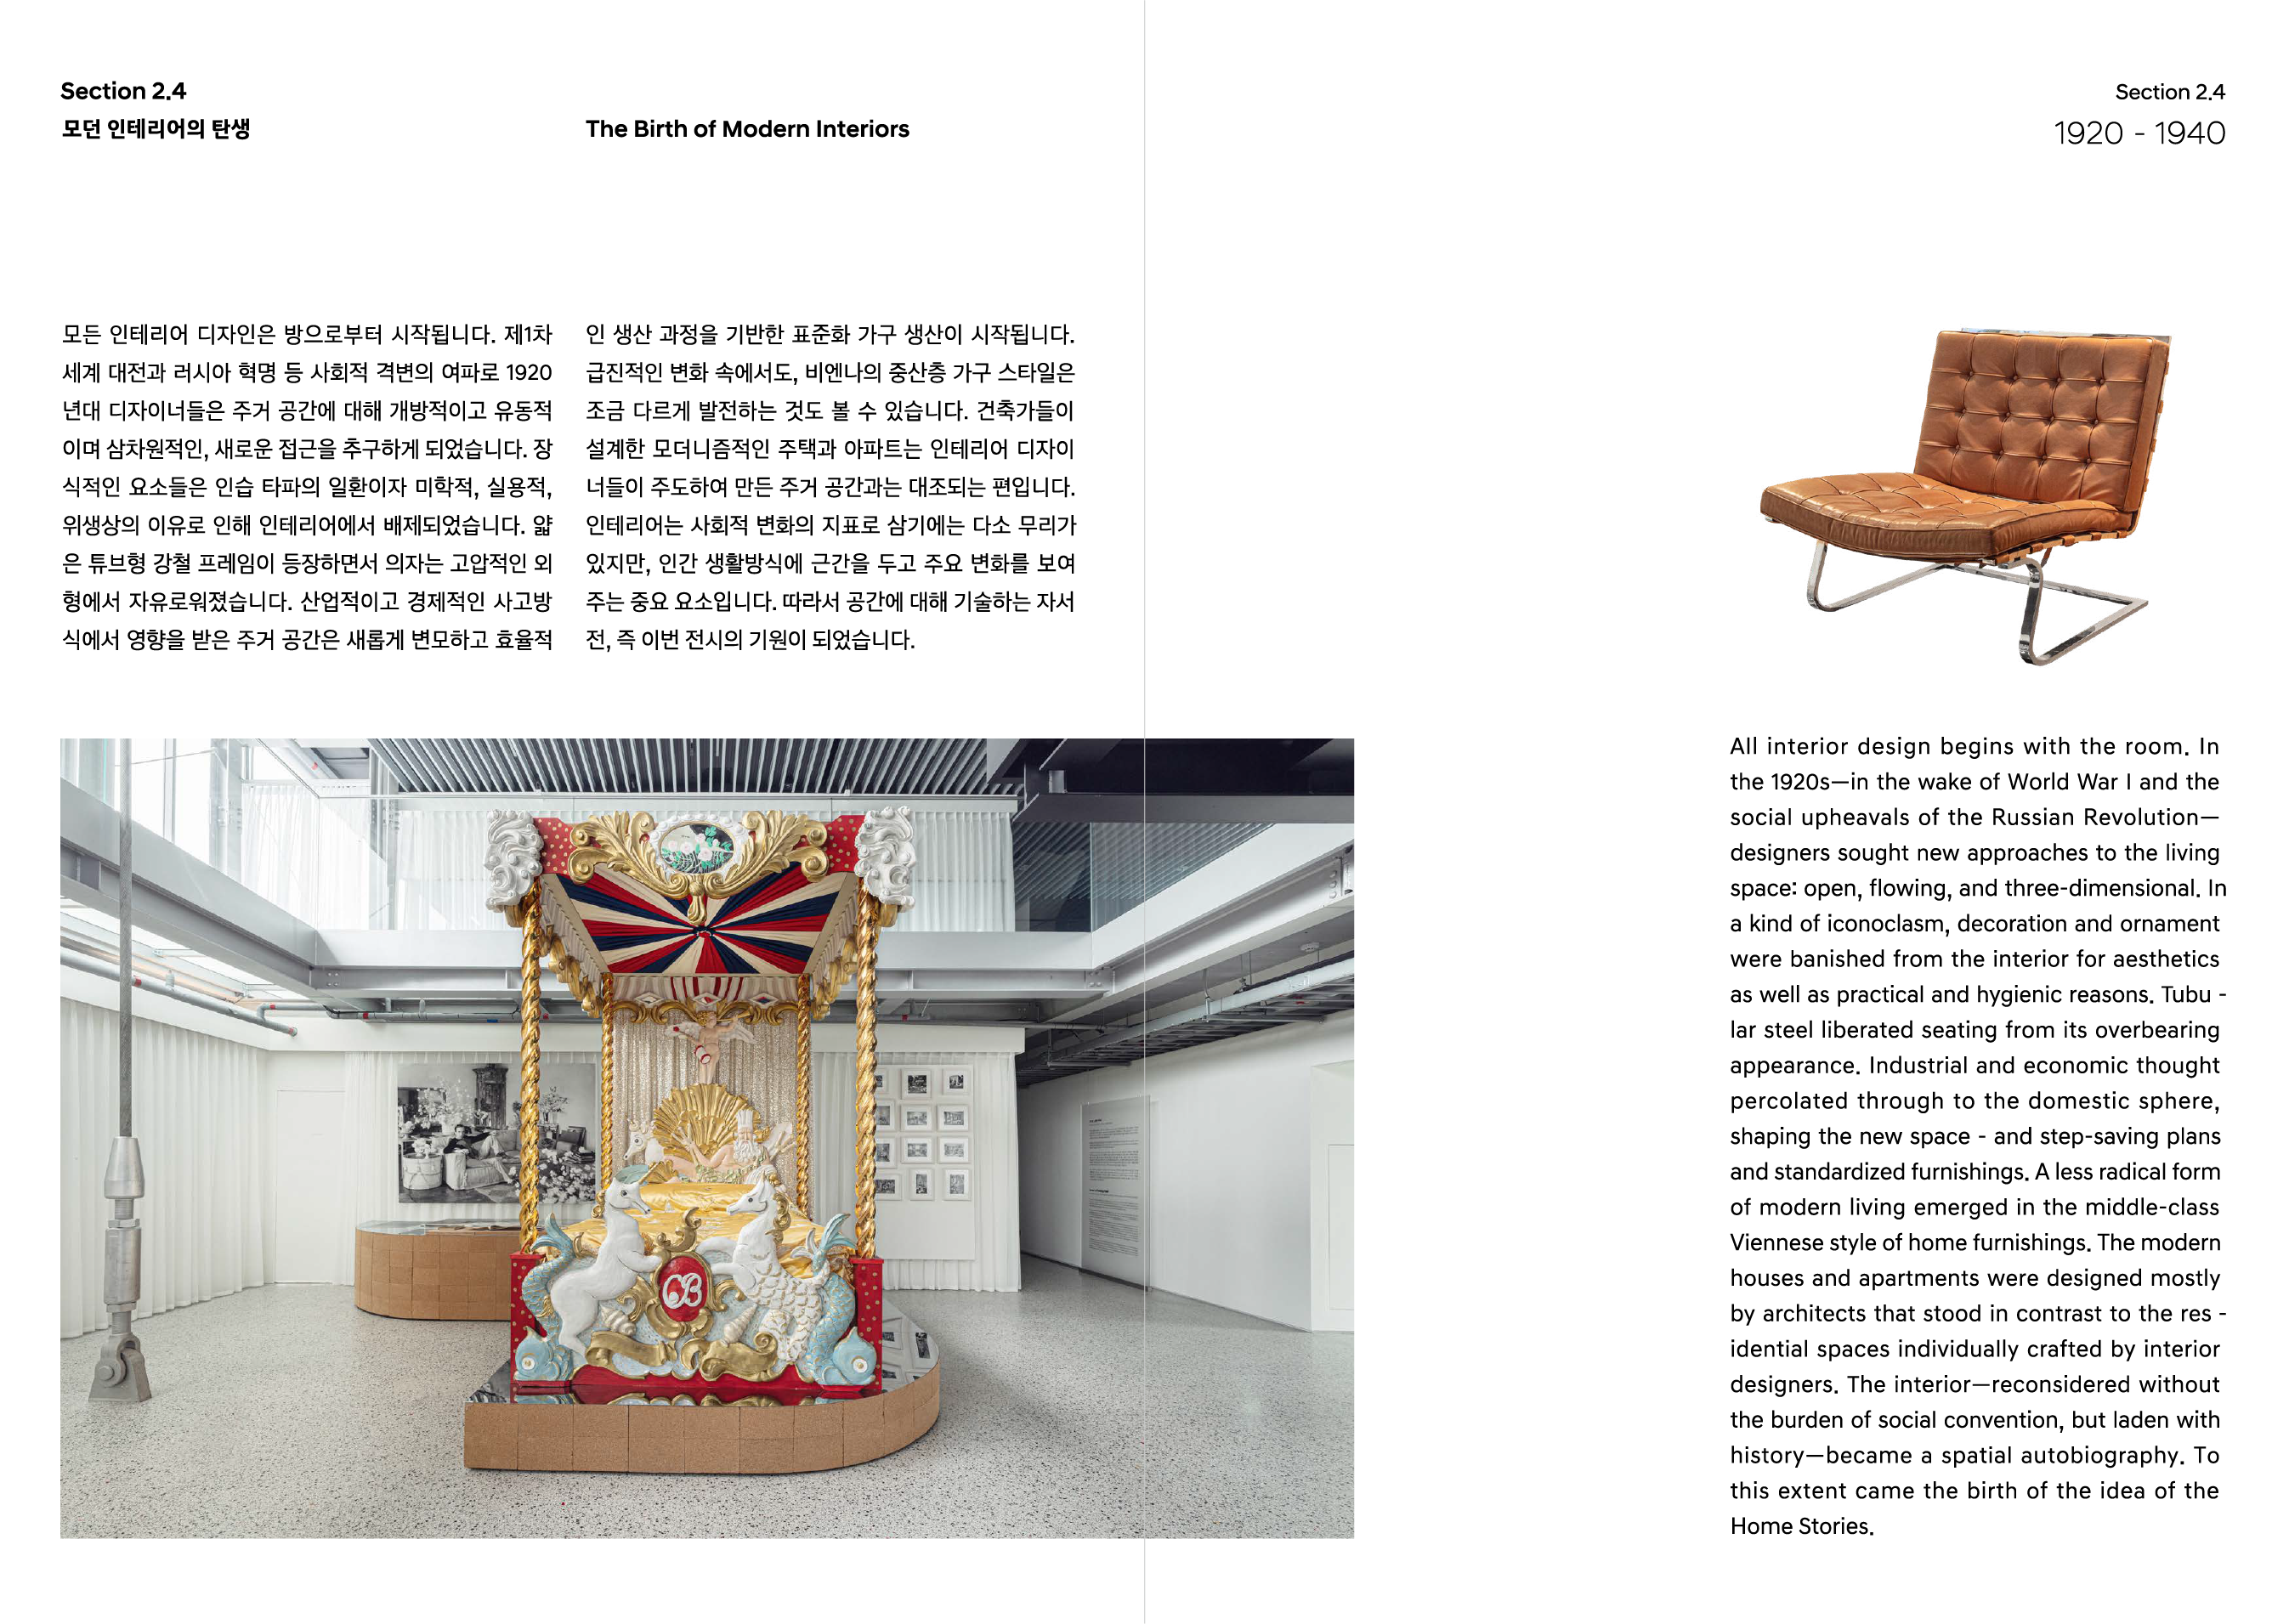 Section 2.4
모던 인테리어의 탄생
The Birth of Modern Interiors
Section 2.4
1920 - 1940
모든 인테리어 디자인은 방으로부터 시작됩니다. 제1차
세계 대전과 러시아 혁명 등 사회적 격변의 여파로 1920
년대 디자이너들은 주거 공간에 대해 개방적이고 유동적
이며 삼차원적인, 새로운 접근을 추구하게 되었습니다. 장
식적인 요소들은 인습 타파의 일환이자 미학적, 실용적,
위생상의 이유로 인해 인테리어에서 배제되었습니다. 얇
은 튜브형 강철 프레임이 등장하면서 의자는 고압적인 외
형에서 자유로워졌습니다. 산업적이고 경제적인 사고방
식에서 영향을 받은 주거 공간은 새롭게 변모하고 효율적
인 생산 과정을 기반한 표준화 가구 생산이 시작됩니다.
급진적인 변화 속에서도, 비엔나의 중산층 가구 스타일은
조금 다르게 발전하는 것도 볼 수 있습니다. 건축가들이
설계한 모더니즘적인 주택과 아파트는 인테리어 디자이
너들이 주도하여 만든 주거 공간과는 대조되는 편입니다.
인테리어는 사회적 변화의 지표로 삼기에는 다소 무리가
있지만, 인간 생활방식에 근간을 두고 주요 변화를 보여
주는 중요 요소입니다. 따라서 공간에 대해 기술하는 자서
전, 즉 이번 전시의 기원이 되었습니다.
CB
All interior design begins with the room. In
the 1920s—in the wake of World War I and the
social upheavals of the Russian Revolution—
designers sought new approaches to the living
space: open, flowing, and three-dimensional. In
a kind of iconoclasm, decoration and ornament
were banished from the interior for aesthetics
as well as practical and hygienic reasons. Tubu -
lar steel liberated seating from its overbearing
appearance. Industrial and economic thought
percolated through to the domestic sphere,
shaping the new space - and step-saving plans
and standardized furnishings. A less radical form
of modern living emerged in the middle-class
Viennese style of home furnishings. The modern
houses and apartments were designed mostly
by architects that stood in contrast to the res -
idential spaces individually crafted by interior
designers. The interior—reconsidered without
the burden of social convention, but laden with
history—became a spatial autobiography. To
this extent came the birth of the idea of the
Home Stories.